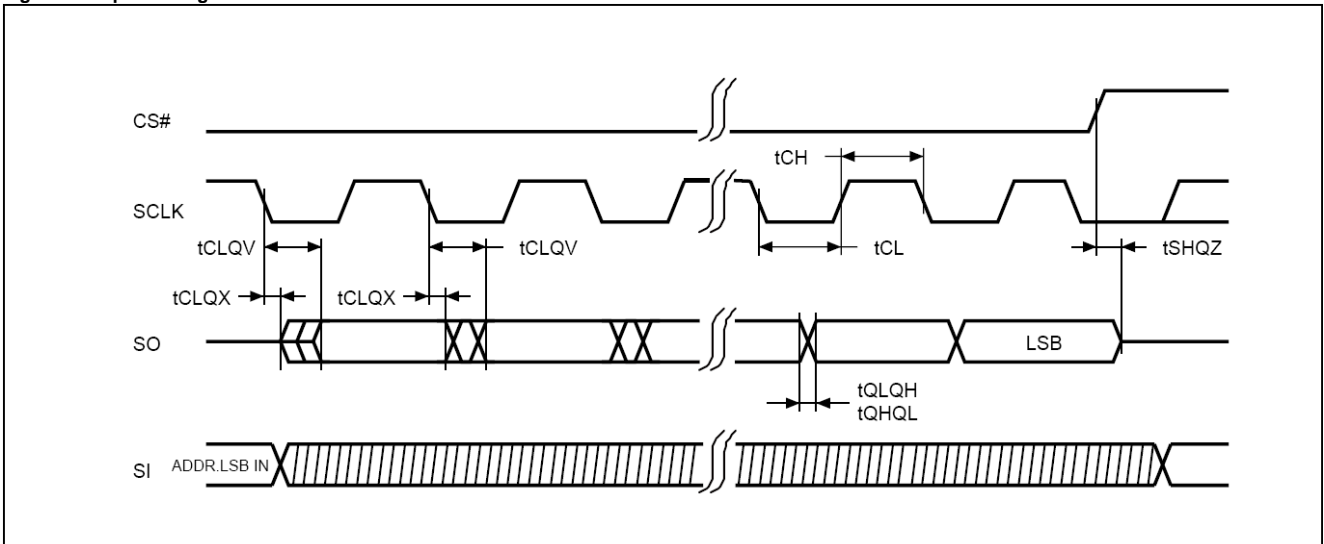 CS#
tCH
SCLK
tCLQV
tCLQV
tCL
tSHQZ
tCLQX
tCLQX
SO
LSB
tQLQH
tQHQL
SI
ADDR.LSB IN